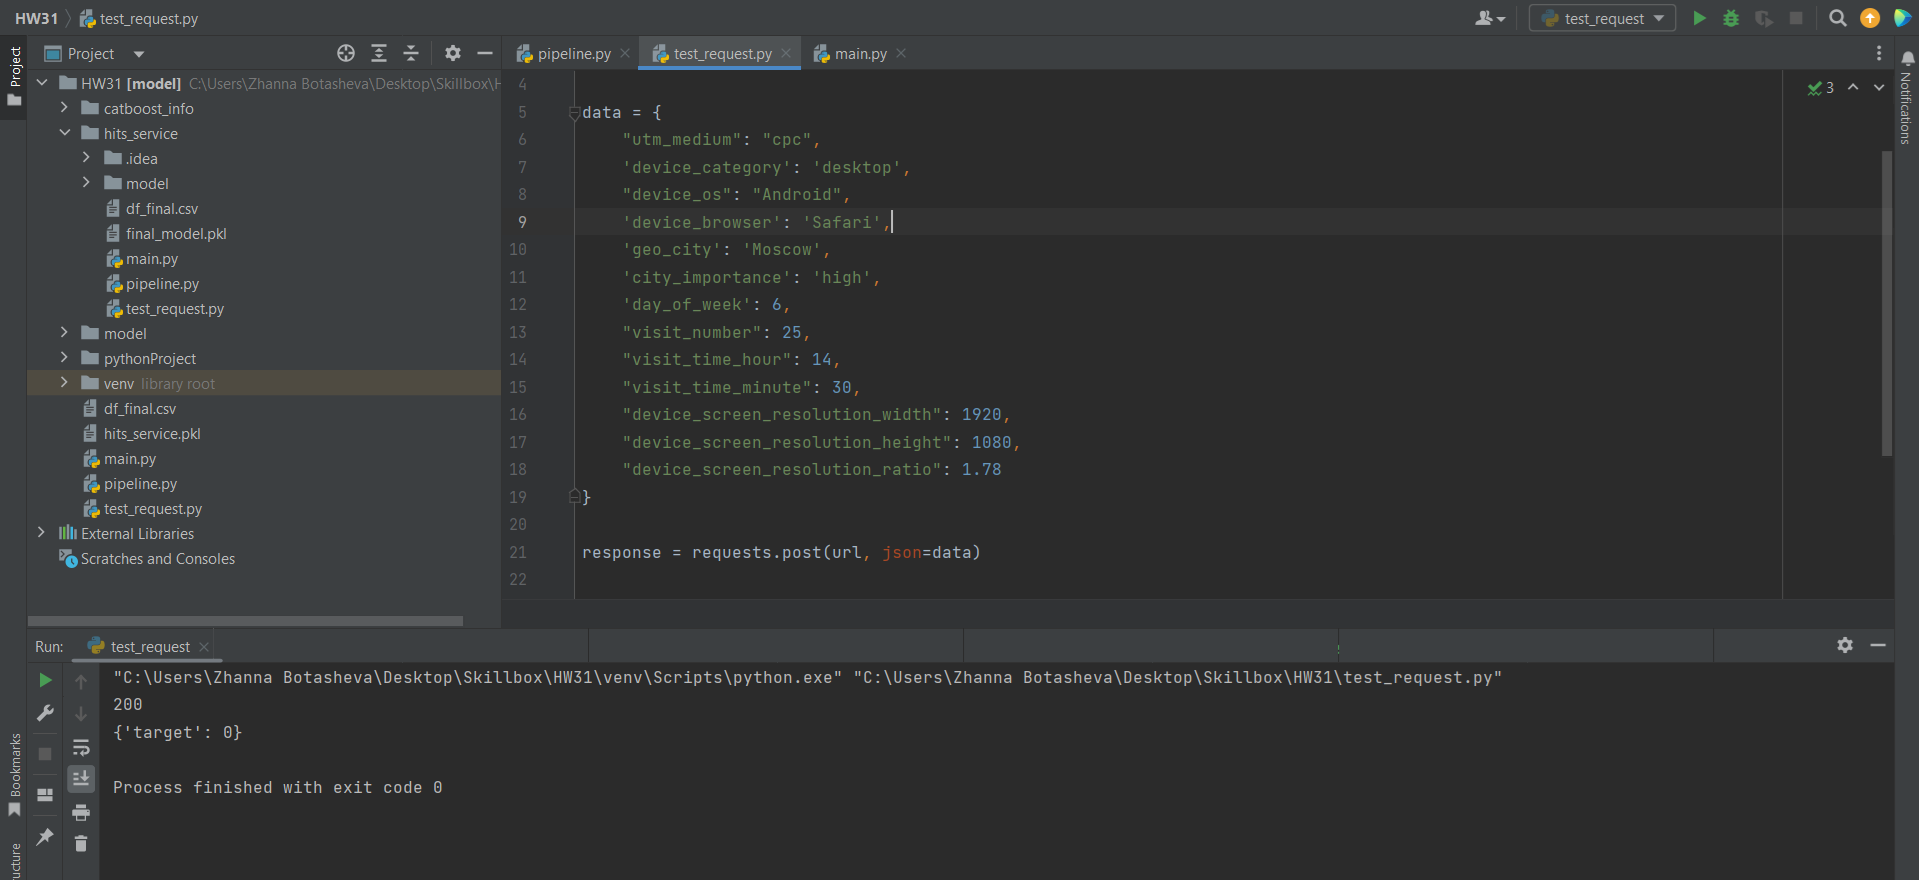 HW31 test_request.py
test_request
Project
Project
pipeline.py
test_request.py
main.py
Notifications
HW31 [model] C:\Users\Zhanna Botasheva\Desktop\Skillbox\H
catboost_info
hits_service
.idea
model
df_final.csv
final_model.pkl
main.py
pipeline.py
test_request.py
model
pythonProject
venv library root
df_final.csv
hits_service.pkl
main.py
pipeline.py
test_request.py
External Libraries
Scratches and Consoles
3
4
5 data = {
6 "utm_medium": "cpc",
7 'device_category': 'desktop',
8 "device_os": "Android",
9 'device_browser': 'Safari',
10 'geo_city': 'Moscow',
11 'city_importance': 'high',
12 'day_of_week': 6,
13 "visit_number": 25,
14 "visit_time_hour": 14,
15 "visit_time_minute": 30,
16 "device_screen_resolution_width": 1920,
17 "device_screen_resolution_height": 1080,
18 "device_screen_resolution_ratio": 1.78
19 }
20
21 response = requests.post(url, json=data)
22
Run: test_request
"C:\Users\Zhanna Botasheva\Desktop\Skillbox\HW31\venv\Scripts\python.exe" "C:\Users\Zhanna Botasheva\Desktop\Skillbox\HW31\test_request.py"
200
{'target': 0}
Process finished with exit code 0
Bookmarks
ucture